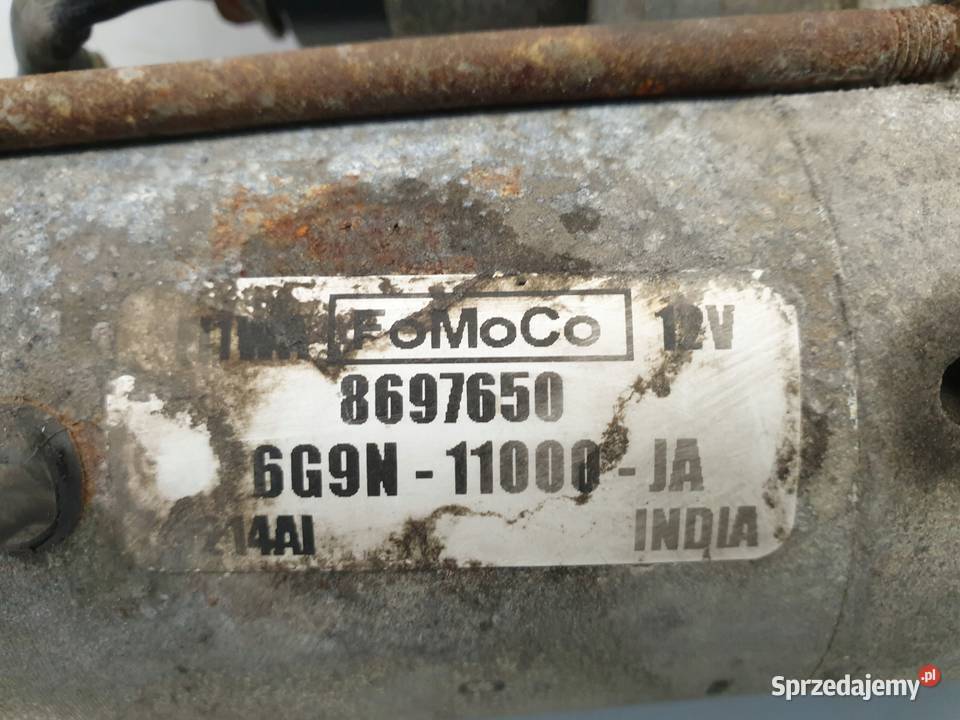 FoMoCo 12V
8697650
6G9N-11000-JA
INDIA
Sprzedajemy.pl